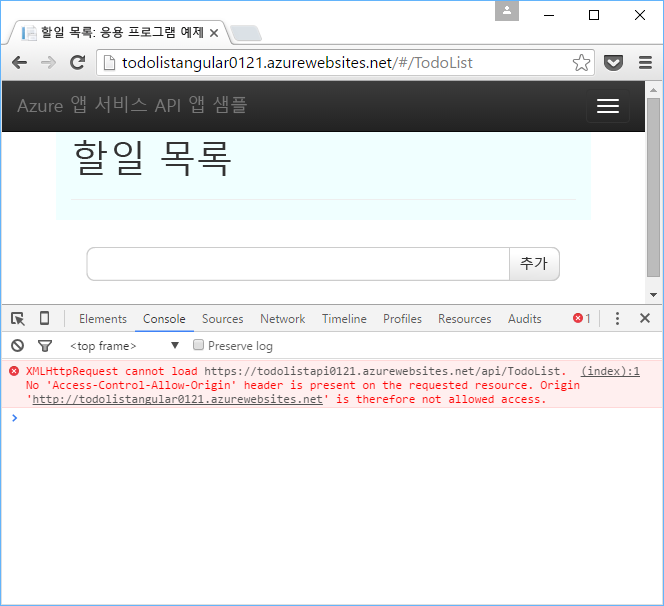 할일 목록: 응용 프로그램 예제
todolistangular0121.azurewebsites.net/#/TodoList
Azure 앱 서비스 API 앱 샘플
할일 목록
추가
Elements Console Sources Network Timeline Profiles Resources Audits 1
<top frame> Preserve log
XMLHttpRequest cannot load https://todolistapi0121.azurewebsites.net/api/TodoList. (index):1
No 'Access-Control-Allow-Origin' header is present on the requested resource. Origin
'http://todolistangular0121.azurewebsites.net' is therefore not allowed access.